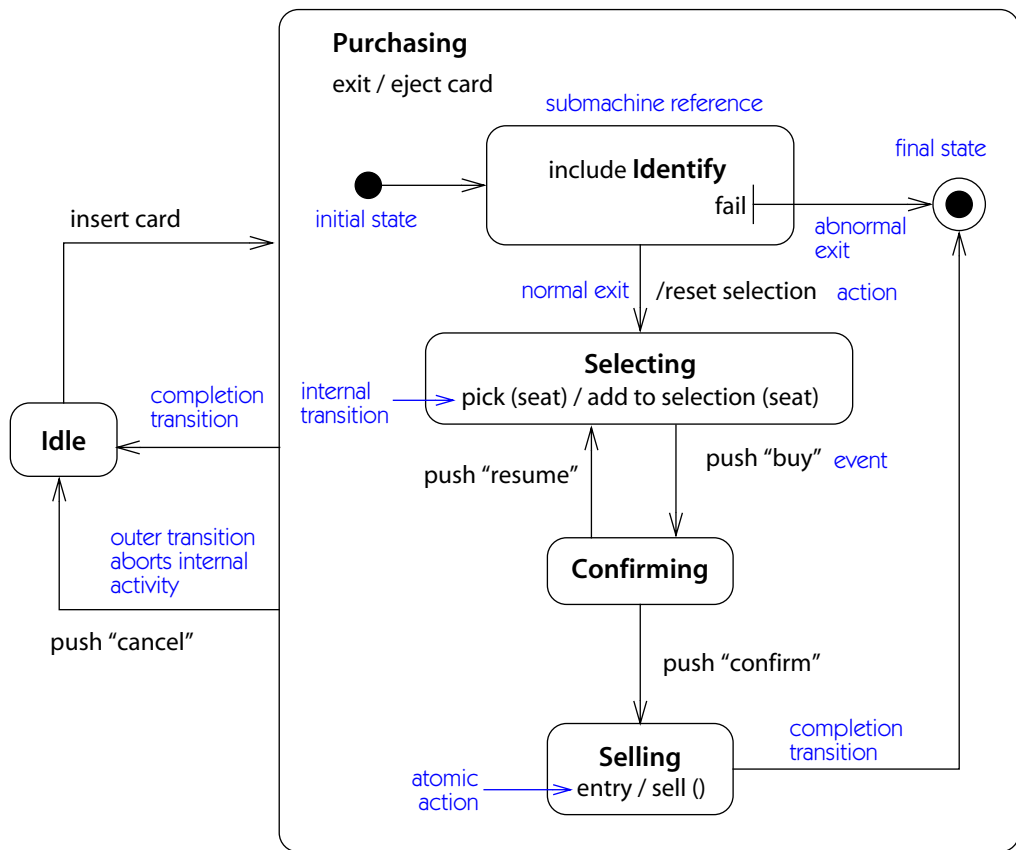 Purchasing
exit / eject card
submachine reference
final state
include Identify
fail
initial state
abnormal
exit
insert card
normal exit
/reset selection
action
Selecting
pick (seat) / add to selection (seat)
internal
transition
completion
transition
Idle
push “resume”
push “buy”
event
outer transition
aborts internal
activity
Confirming
push “cancel”
push “confirm”
completion
transition
Selling
entry / sell ()
atomic
action